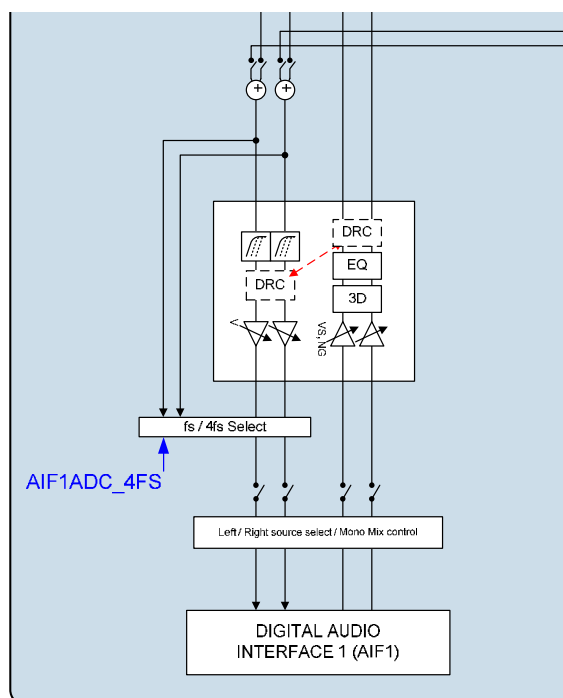 +
+
DRC
EQ
3D
DRC
V
VS, NG
fs / 4fs Select
AIF1ADC_4FS
Left / Right source select / Mono Mix control
DIGITAL AUDIO
INTERFACE 1 (AIF1)